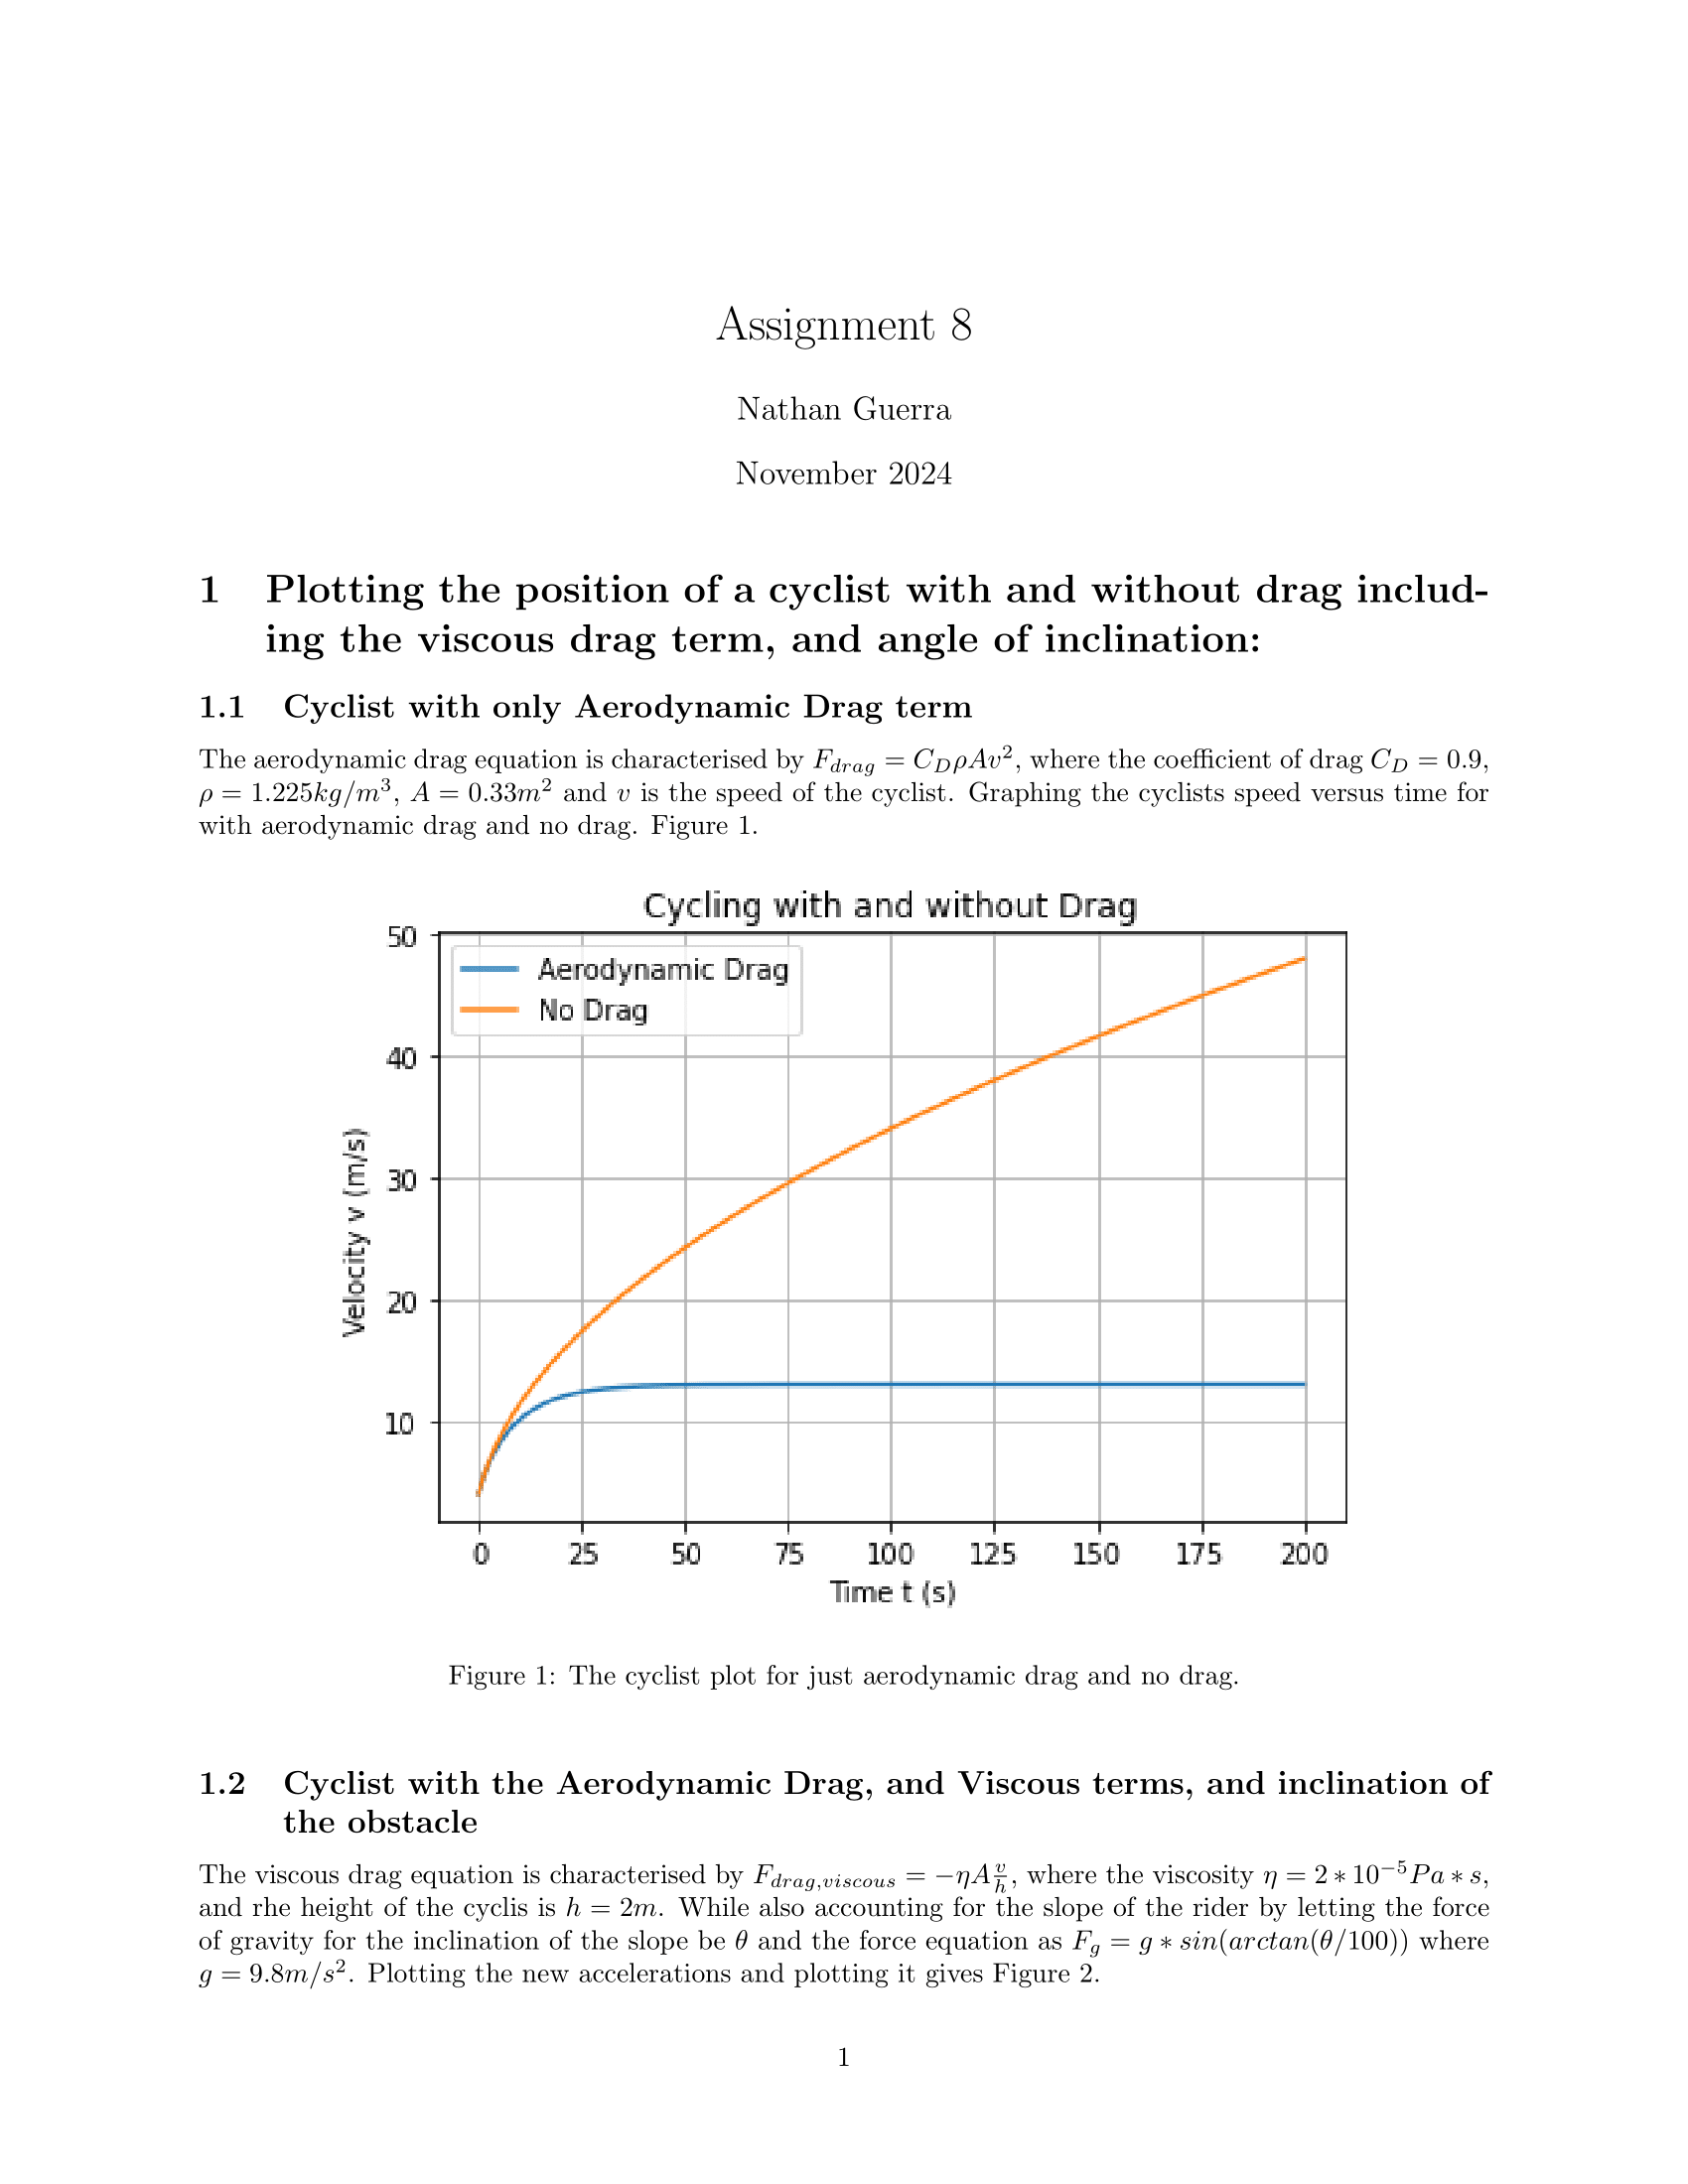 Assignment 8
Nathan Guerra
November 2024
1 Plotting the position of a cyclist with and without drag includ-
ing the viscous drag term, and angle of inclination:
1.1 Cyclist with only Aerodynamic Drag term
The aerodynamic drag equation is characterised by $F_{drag} = C_D \rho A v^2$, where the coefficient of drag $C_D = 0.9$,
$\rho = 1.225kg/m^3$, $A = 0.33m^2$ and $v$ is the speed of the cyclist. Graphing the cyclists speed versus time for
with aerodynamic drag and no drag. Figure 1.
Cycling with and without Drag
Aerodynamic Drag
No Drag
50
40
30
20
10
Velocity v (m/s)
0 25 50 75 100 125 150 175 200
Time t (s)
Figure 1: The cyclist plot for just aerodynamic drag and no drag.
1.2 Cyclist with the Aerodynamic Drag, and Viscous terms, and inclination of
the obstacle
The viscous drag equation is characterised by $F_{drag,viscous} = -\eta A \frac{v}{h}$, where the viscosity $\eta = 2 * 10^{-5} Pa * s$,
and rhe height of the cyclis is $h = 2m$. While also accounting for the slope of the rider by letting the force
of gravity for the inclination of the slope be $\theta$ and the force equation as $F_g = g * sin(arctan(\theta/100))$ where
$g = 9.8m/s^2$. Plotting the new accelerations and plotting it gives Figure 2.
1